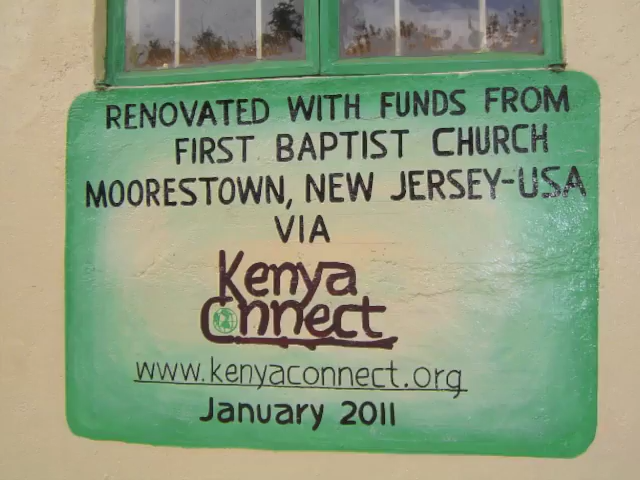 RENOVATED WITH FUNDS FROM
FIRST BAPTIST CHURCH
MOORESTOWN, NEW JERSEY-USA
VIA
Kenya
Connect
www.kenyaconnect.org
January 2011